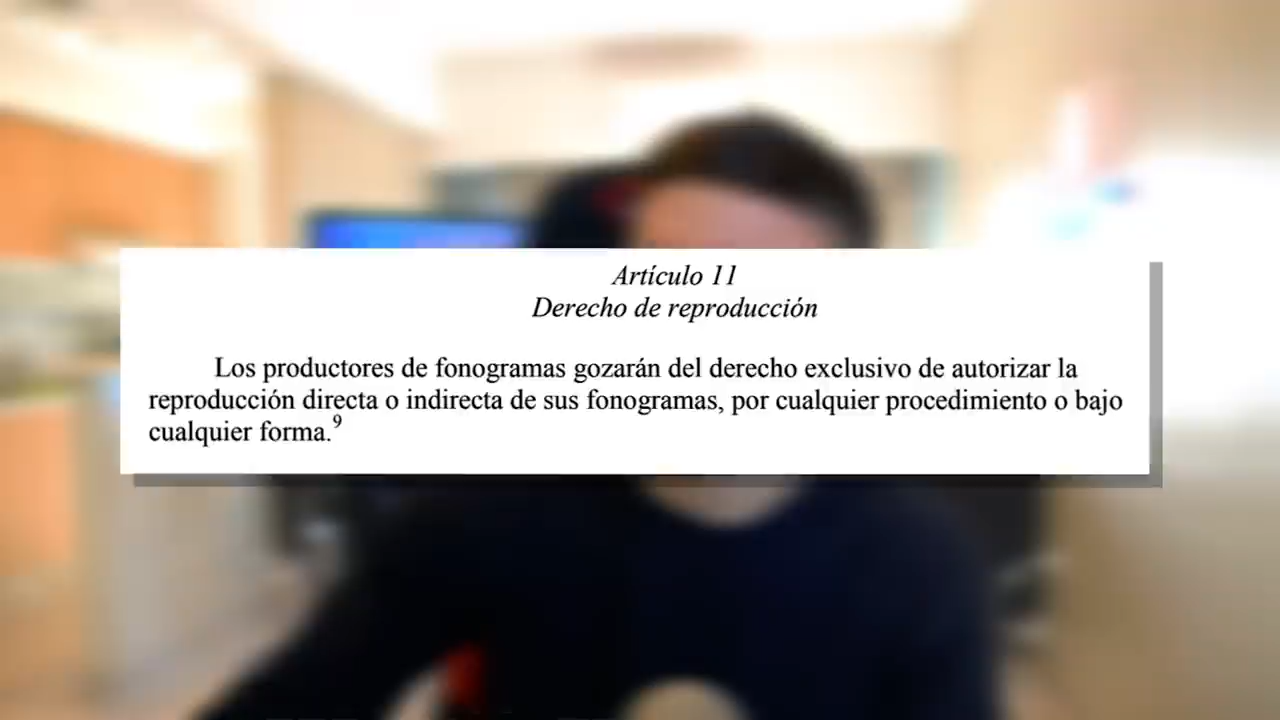 Artículo 11
Derecho de reproducción
Los productores de fonogramas gozarán del derecho exclusivo de autorizar la
reproducción directa o indirecta de sus fonogramas, por cualquier procedimiento o bajo
cualquier forma.9